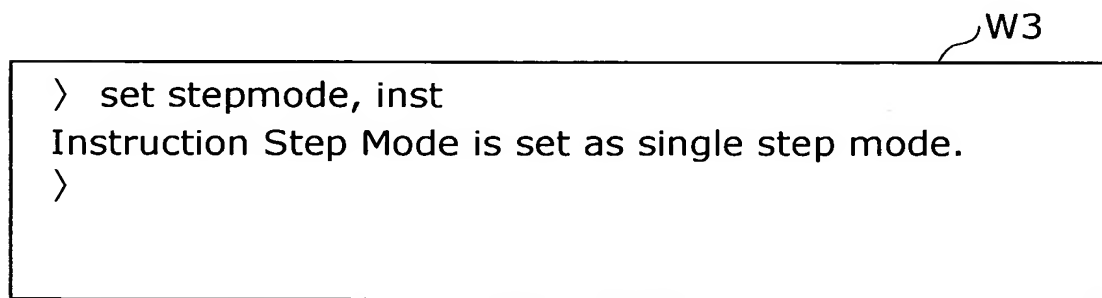 W3
〉 set stepmode, inst
Instruction Step Mode is set as single step mode.
〉